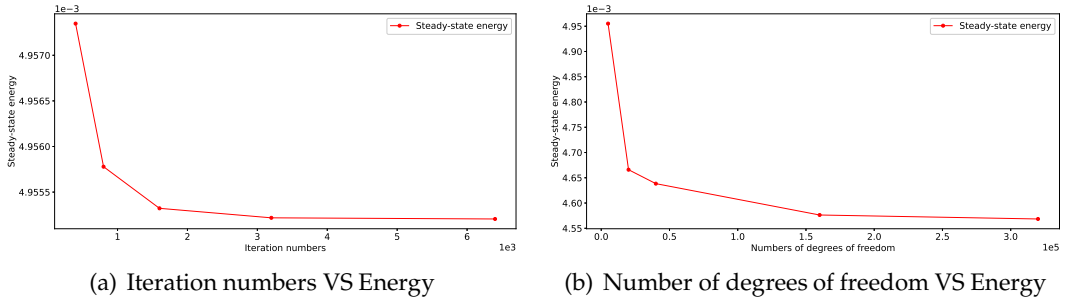 1e−3
Steady-state energy
4.9570
4.9565
4.9560
4.9555
Steady-state energy
1 2 3 4 5 6
Iteration numbers
1e3
(a) Iteration numbers VS Energy
1e−3
Steady-state energy
4.95
4.90
4.85
4.80
4.75
4.70
4.65
4.60
4.55
Steady-state energy
0.0 0.5 1.0 1.5 2.0 2.5 3.0
Numbers of degrees of freedom
1e5
(b) Number of degrees of freedom VS Energy